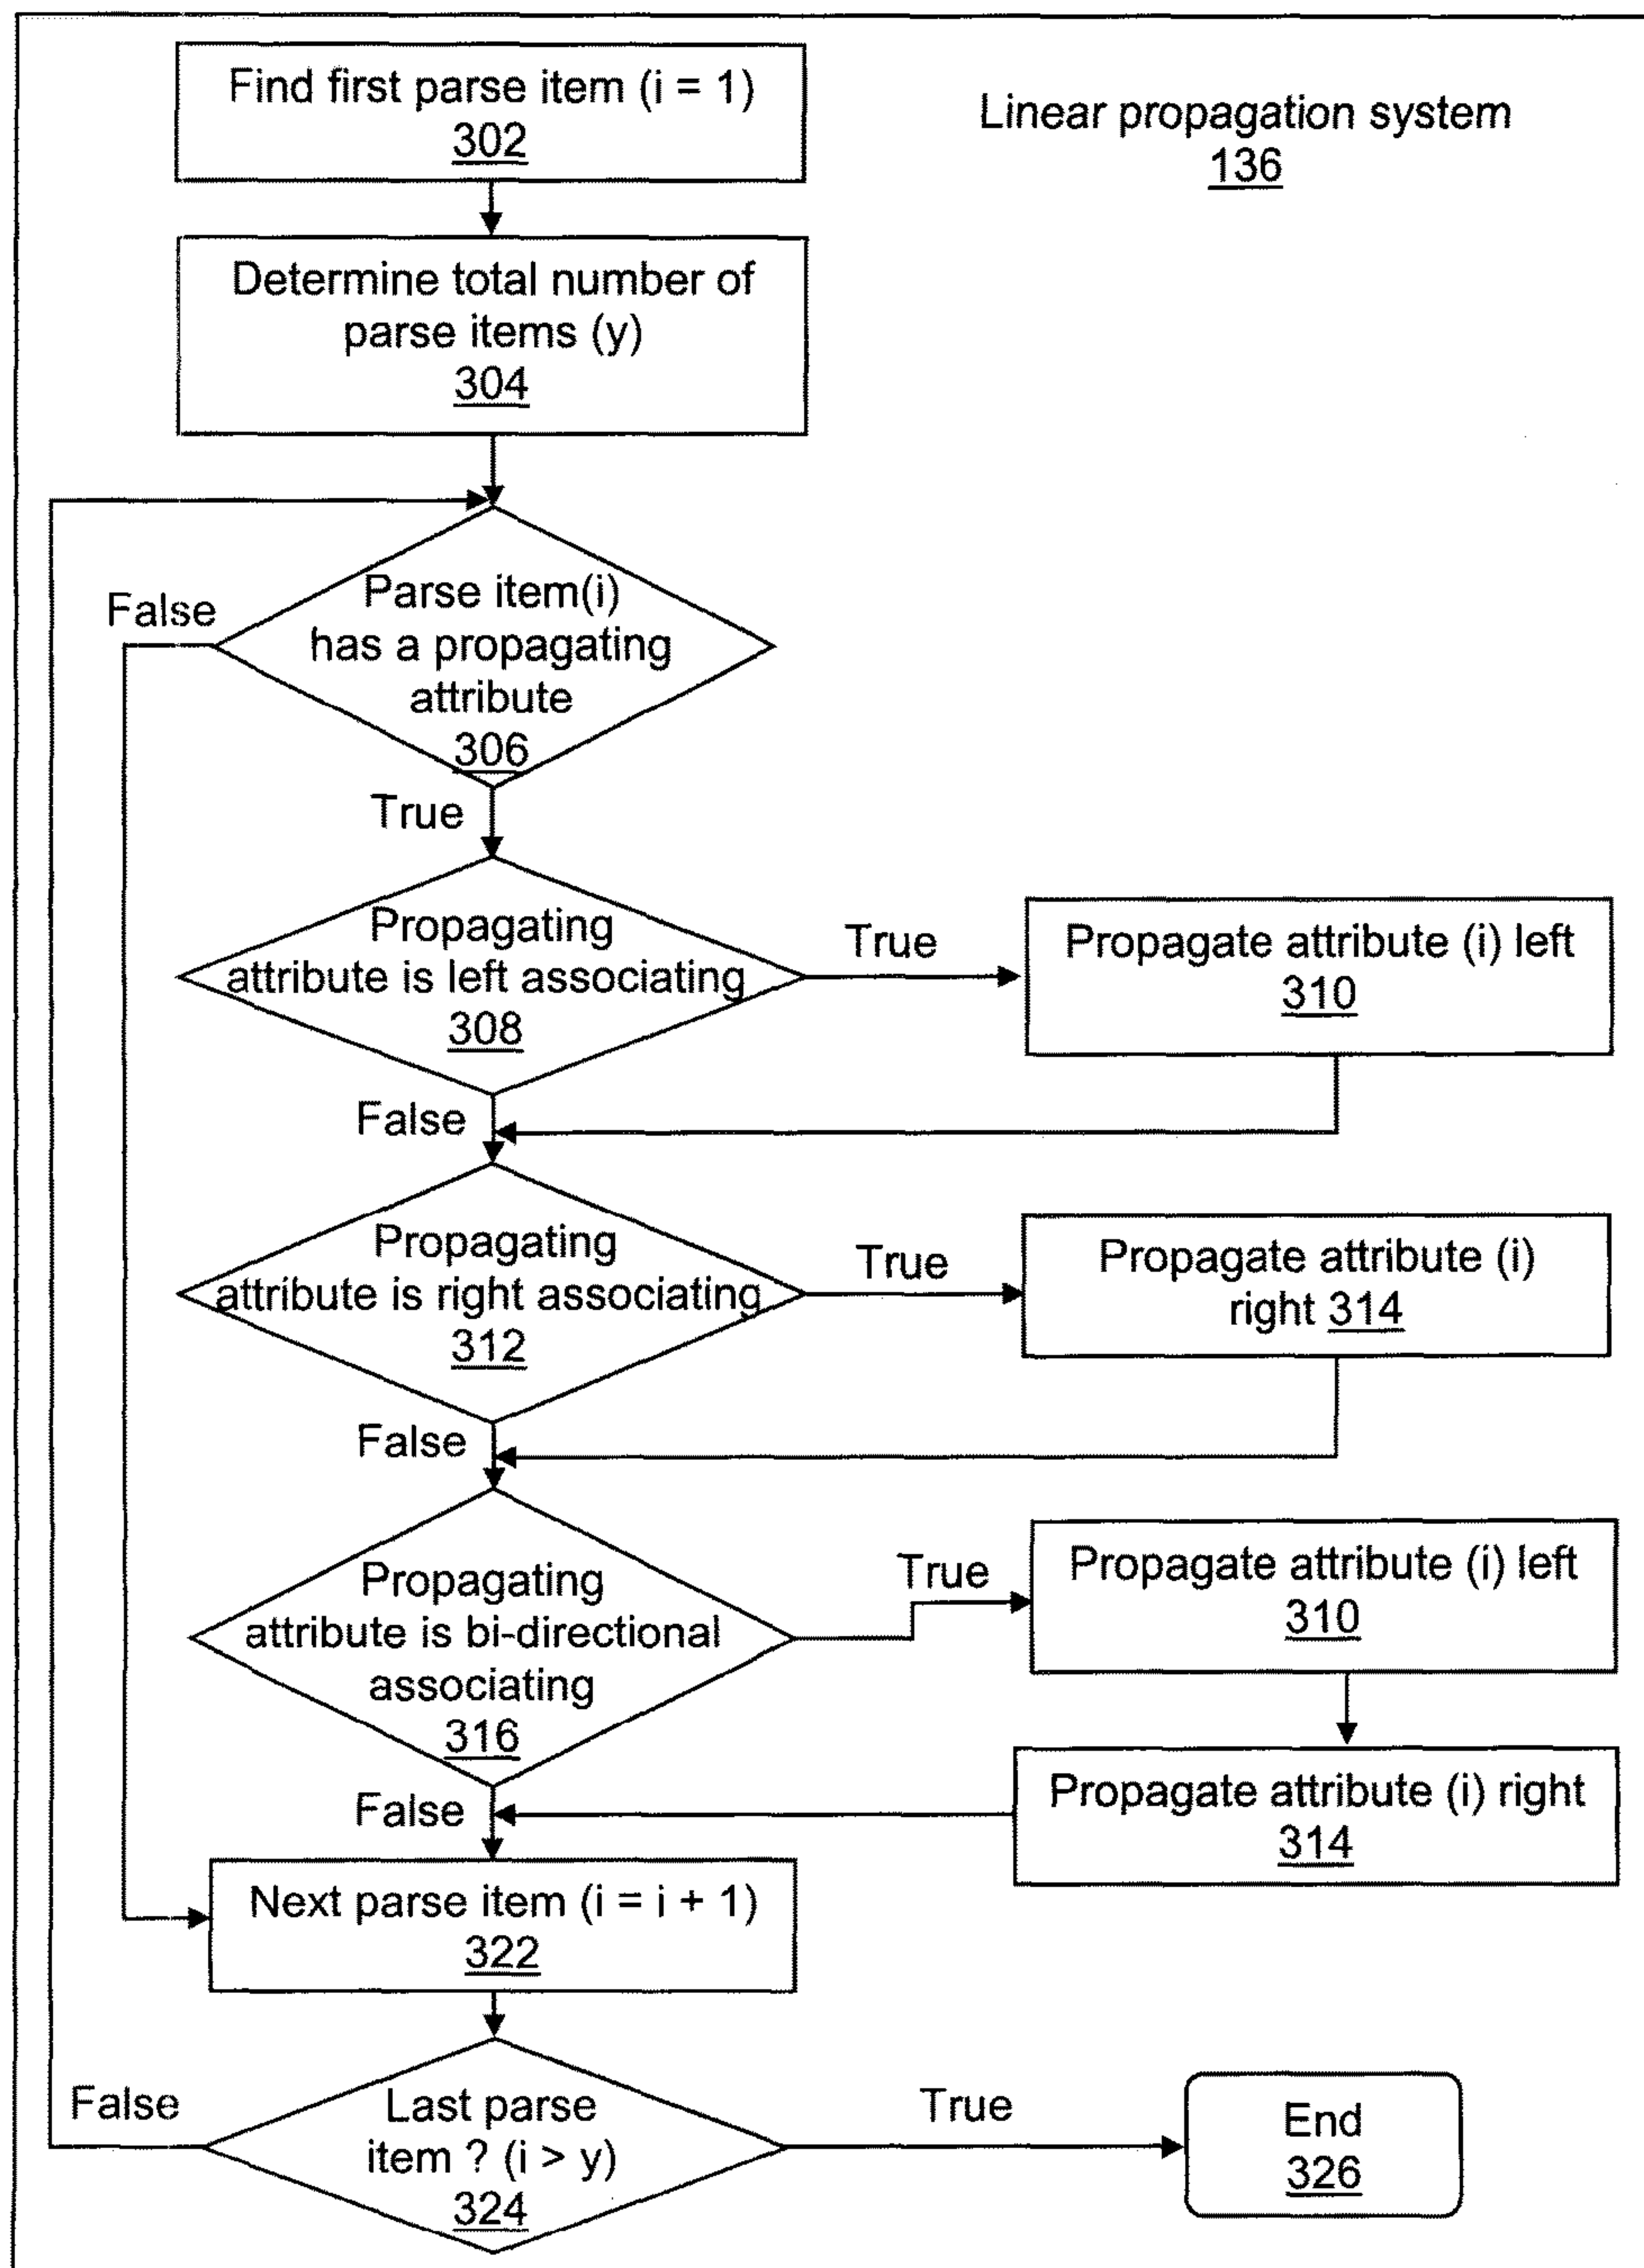 Find first parse item (i = 1)
302
Linear propagation system
136
Determine total number of
parse items (y)
304
False
Parse item(i)
has a propagating
attribute
306
True
Propagating
attribute is left associating
308
True
Propagate attribute (i) left
310
False
Propagating
attribute is right associating
312
True
Propagate attribute (i)
right 314
False
Propagating
attribute is bi-directional
associating
316
True
Propagate attribute (i) left
310
Propagate attribute (i) right
314
False
Next parse item (i = i + 1)
322
False
Last parse
item ? (i > y)
324
True
End
326